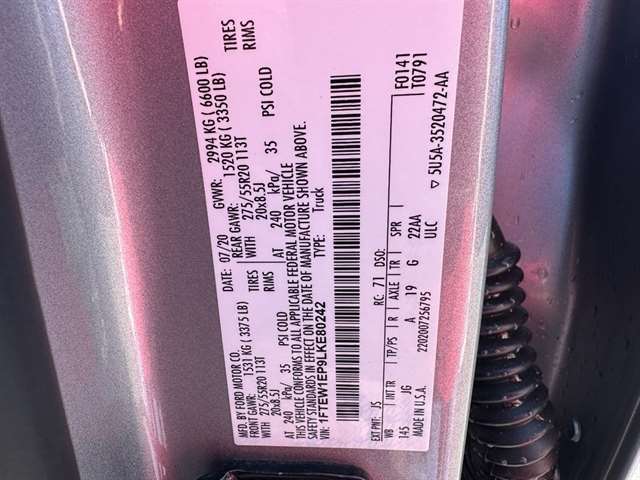 MFD. BY FORD MOTOR CO. 07/20 GVWR: 2994 KG ( 6600 LB)
FRONT GAWR: 1531 KG ( 3375 LB) REAR GAWR: 1520 KG ( 3350 LB)
WITH 275/55R20 113T TIRES WITH 275/55R20 113T TIRES
20x8.5J RIMS 20x8.5J RIMS
AT 240 kPa/ 35 PSI COLD AT 240 kPa/ 35 PSI COLD
THIS VEHICLE CONFORMS TO ALL APPLICABLE FEDERAL MOTOR VEHICLE
SAFETY STANDARDS IN EFFECT ON THE DATE OF MANUFACTURE SHOWN ABOVE.
VIN: 1FTEW1EP9LKE80242 TYPE: Truck
F0141
T0791
EXT PNT: JS RC: 71 DSO:
WB INT TR TP/PS R AXLE TR SPR
145 JG A 19 G 22AA
MADE IN U.S.A. 2202007256795 ULC
▽ 5U5A-3520472-AA